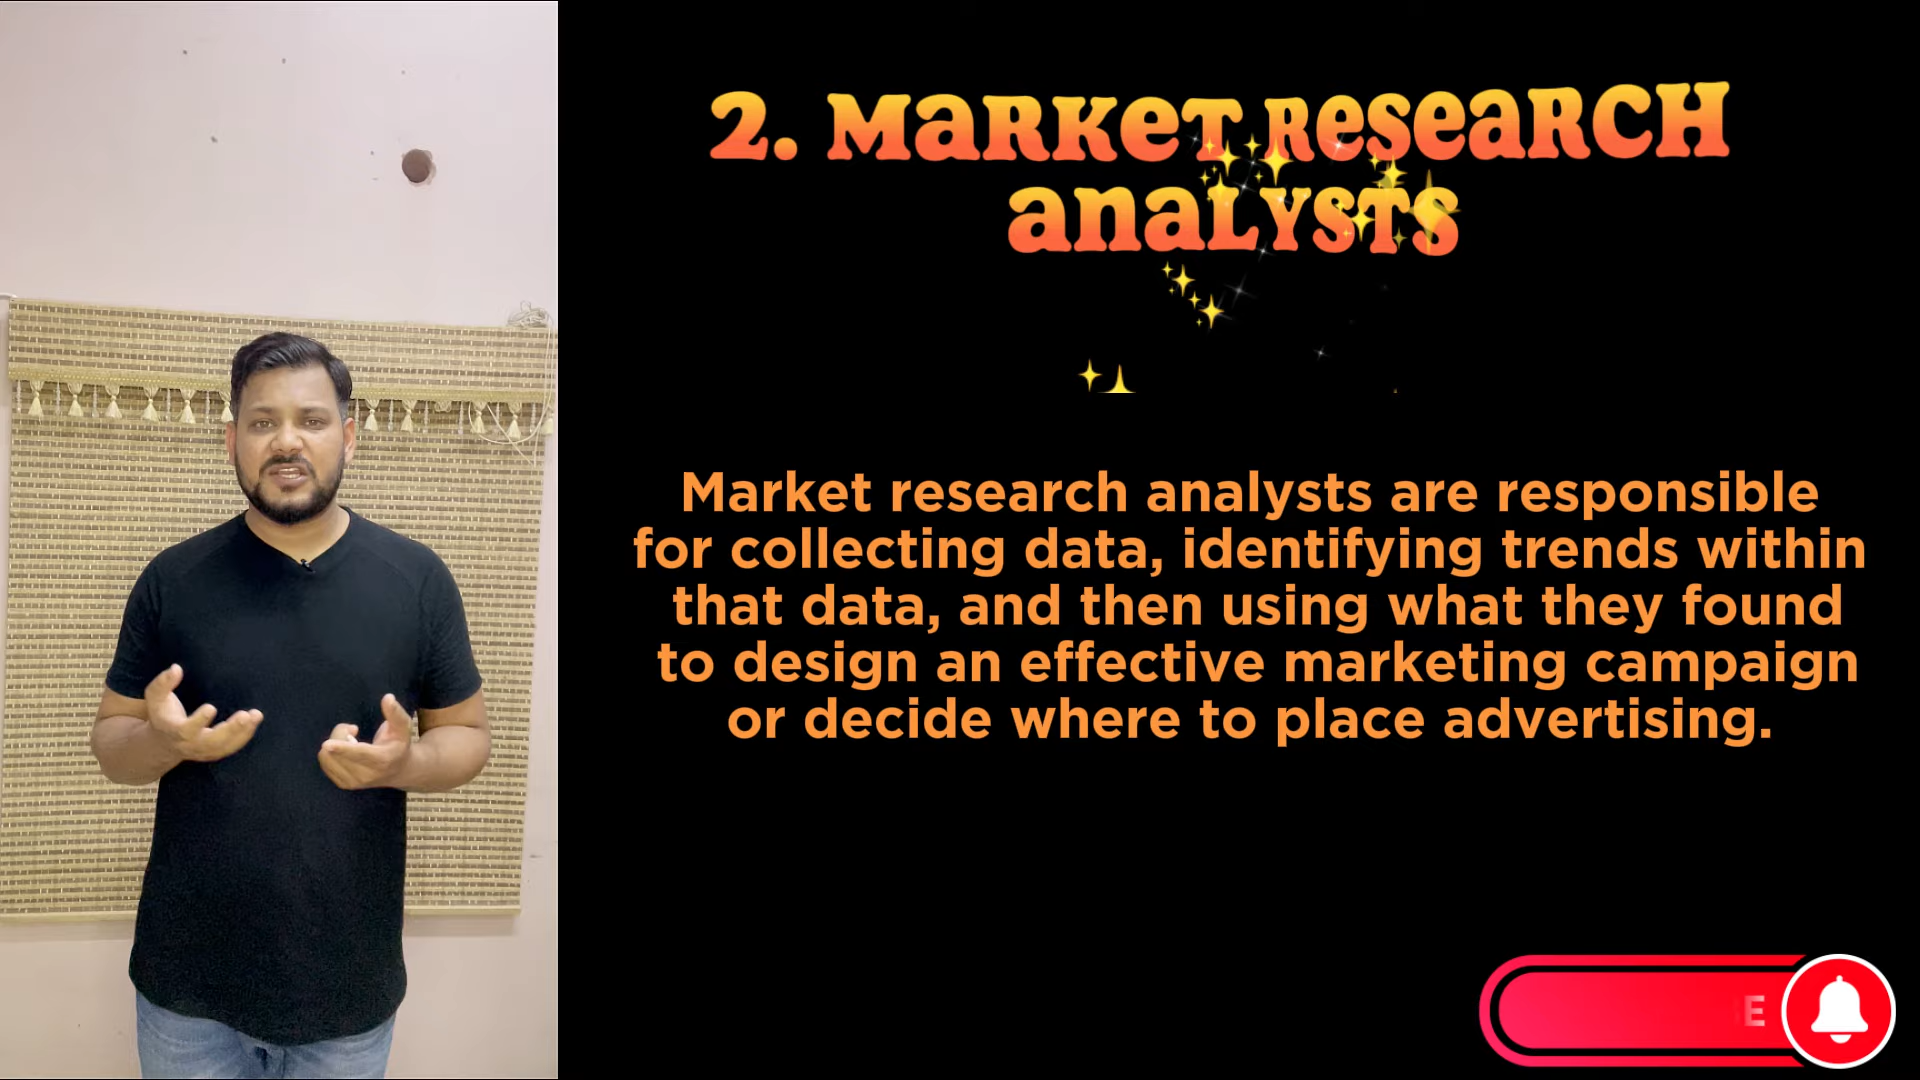 2. MARKET RESEARCH
ANALYSTS
Market research analysts are responsible
for collecting data, identifying trends within
that data, and then using what they found
to design an effective marketing campaign
or decide where to place advertising.
E